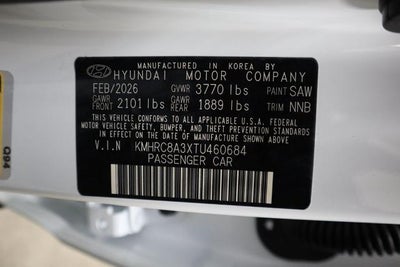 MANUFACTURED IN KOREA BY
HYUNDAI MOTOR COMPANY
FEB/2026 GVWR 3770 lbs PAINT SAW
GAWR FRONT 2101 lbs GAWR REAR 1889 lbs TRIM NNB
THIS VEHICLE CONFORMS TO ALL APPLICABLE U.S. FEDERAL
MOTOR VEHICLE SAFETY, BUMPER, AND THEFT PREVENTION STANDARDS
IN EFFECT ON THE DATE OF MANUFACTURE SHOWN ABOVE.
V.I.N KMHRC8A3XTU460684
PASSENGER CAR
Q94